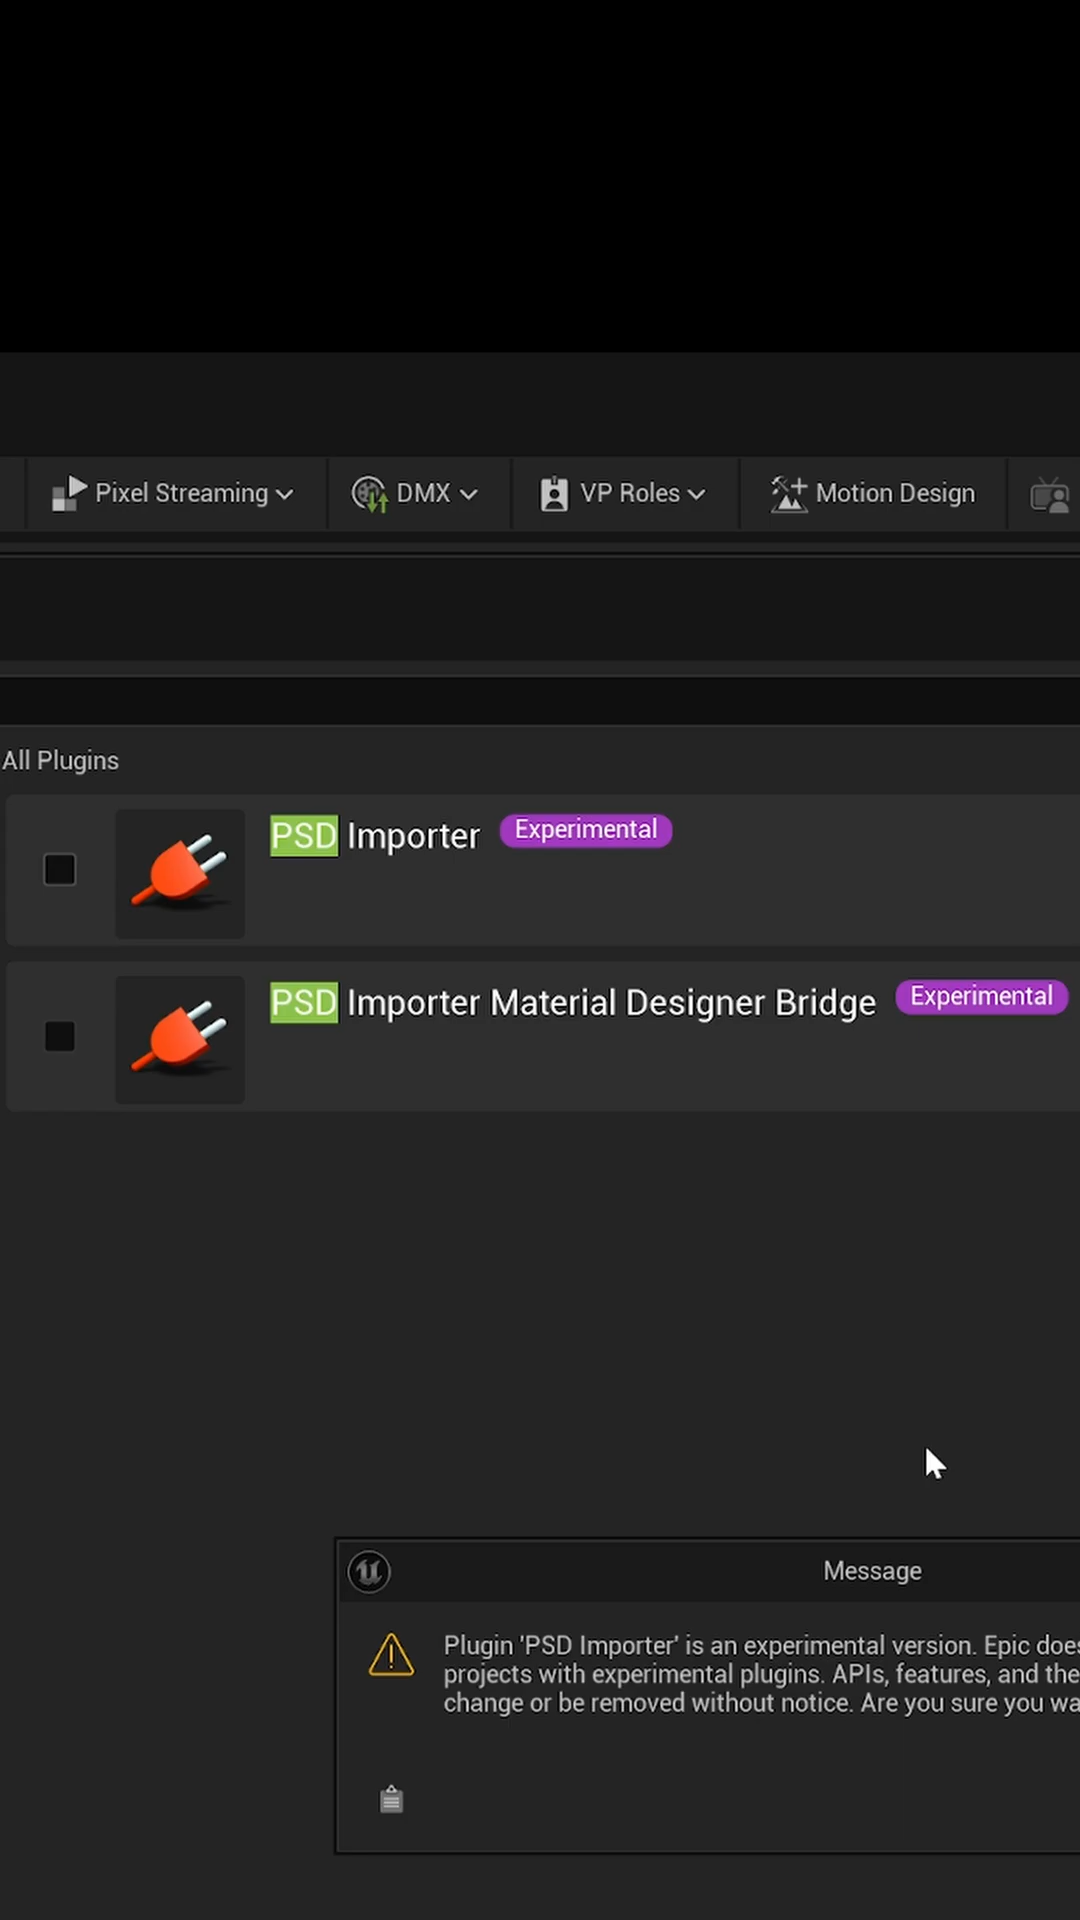 Pixel Streaming
DMX
VP Roles
Motion Design
All Plugins
PSD Importer Experimental
PSD Importer Material Designer Bridge Experimental
Message
Plugin 'PSD Importer' is an experimental version. Epic does
projects with experimental plugins. APIs, features, and the
change or be removed without notice. Are you sure you wa